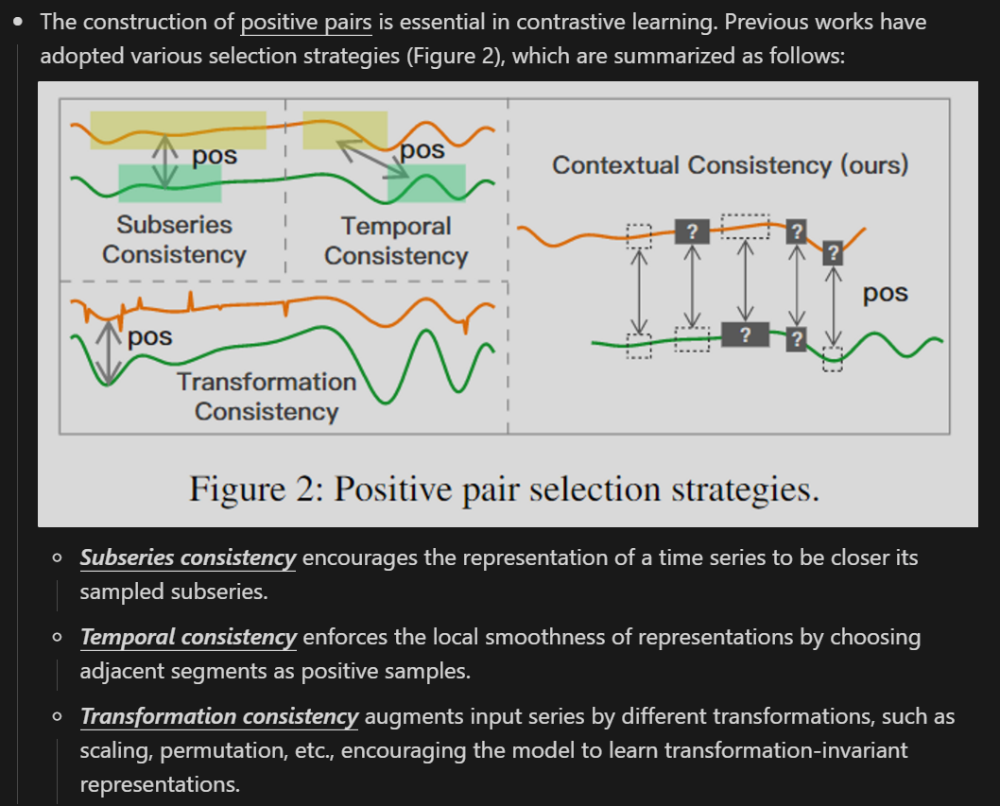 The construction of positive pairs is essential in contrastive learning. Previous works have
adopted various selection strategies (Figure 2), which are summarized as follows:
pos
pos
Subseries
Consistency
Temporal
Consistency
pos
Transformation
Consistency
Contextual Consistency (ours)
?
?
?
pos
?
?
Figure 2: Positive pair selection strategies.
Subseries consistency encourages the representation of a time series to be closer its
sampled subseries.
Temporal consistency enforces the local smoothness of representations by choosing
adjacent segments as positive samples.
Transformation consistency augments input series by different transformations, such as
scaling, permutation, etc., encouraging the model to learn transformation-invariant
representations.